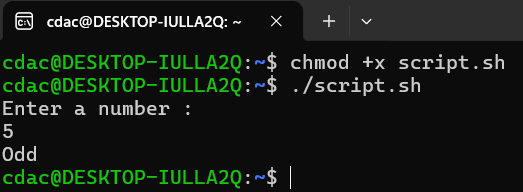 cdac@DESKTOP-IULLA2Q: ~
cdac@DESKTOP-IULLA2Q:~$ chmod +x script.sh
cdac@DESKTOP-IULLA2Q:~$ ./script.sh
Enter a number :
5
Odd
cdac@DESKTOP-IULLA2Q:~$